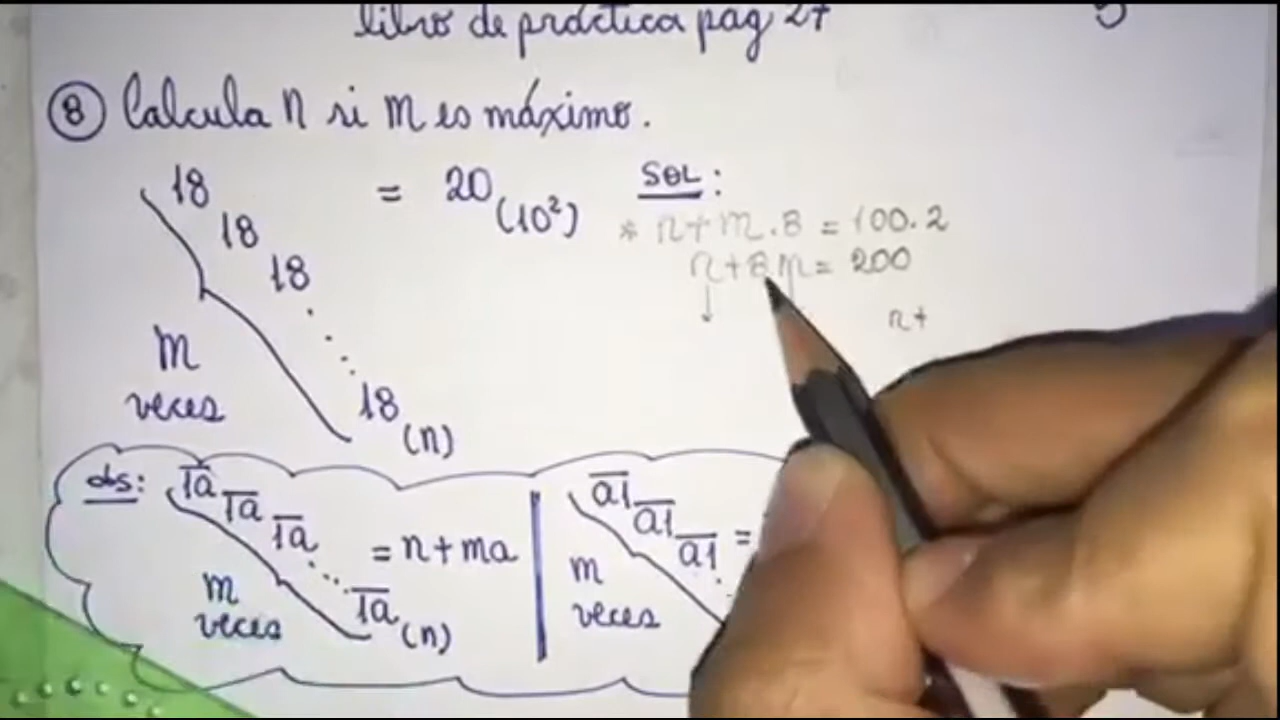 libro de práctica pag 27
8 Calcula n si m es máximo.
18
18
18
18 (n)
m veces
= 20 (10²)
SOL:
* n+m.8 = 100.2
n+8m = 200
n+
obs:
1a
1a
1a
1a (n)
m veces
= n+ma
a1
a1
a1
=
m veces